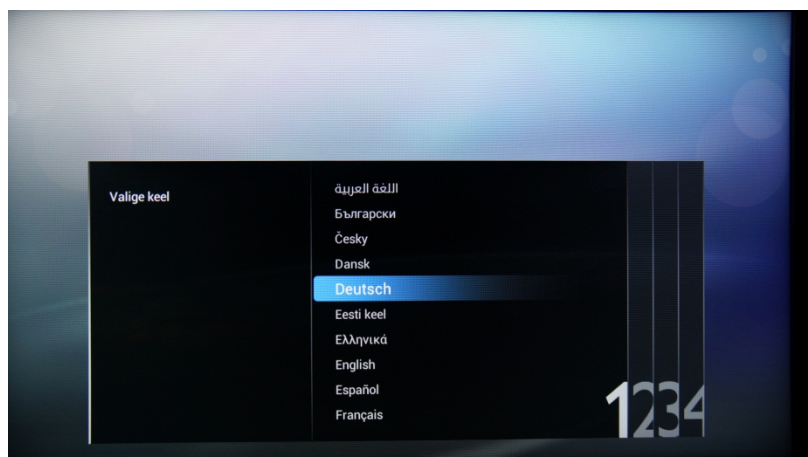 Valige keel
اللغة العربية
Български
Česky
Dansk
Deutsch
Eesti keel
Ελληνικά
English
Español
Français
1234